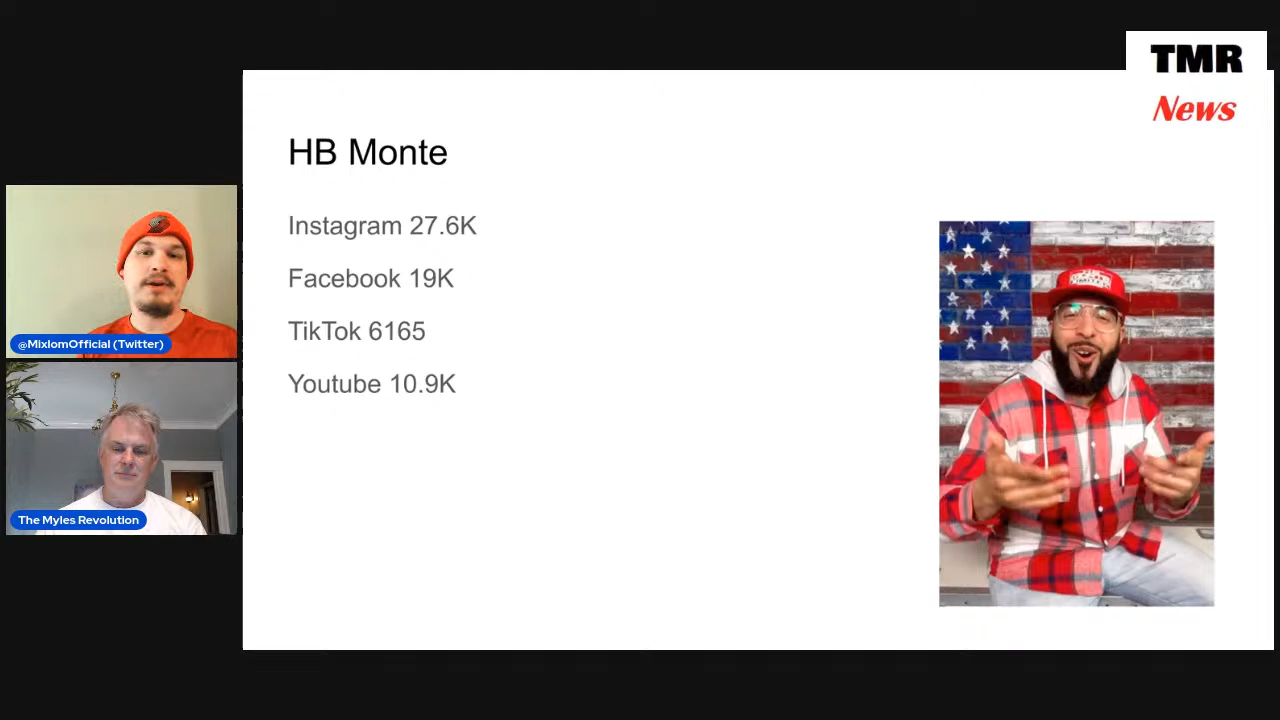 TMR
News
HB Monte
Instagram 27.6K
Facebook 19K
TikTok 6165
Youtube 10.9K
@MixlomOfficial (Twitter)
The Myles Revolution